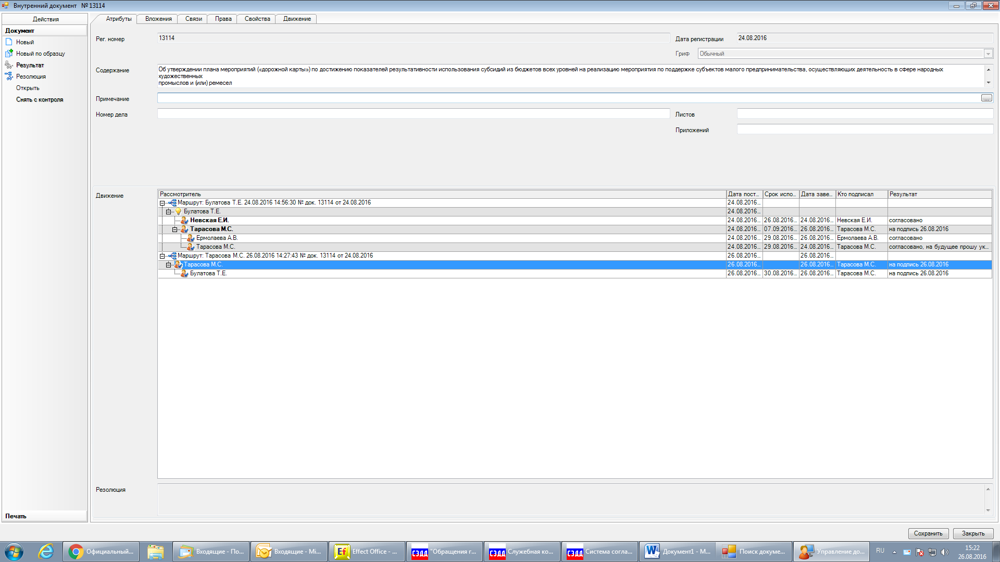 Внутренний документ № 13114
Действия
Документ
Новый
Новый по образцу
Результат
Резолюция
Открыть
Снять с контроля
Печать
Атрибуты Вложения Связи Права Свойства Движение
Рег. номер 13114 Дата регистрации 24.08.2016
Гриф Обычный
Содержание Об утверждении плана мероприятий («дорожной карты») по достижению показателей результативности использования субсидий из бюджетов всех уровней на реализацию мероприятия по поддержке субъектов малого предпринимательства, осуществляющих деятельность в сфере народных
художественных
промыслов и (или) ремесел
Примечание ...
Номер дела Листов
Приложений
Движение
Рассмотритель Дата пост... Срок испо... Дата заве... Кто подписал Результат
Маршрут: Булатова Т.Е. 24.08.2016 14:56:30 № док. 13114 от 24.08.2016 24.08.2016...
Булатова Т.Е. 24.08.2016...
Невская Е.И. 24.08.2016... 26.08.2016... 24.08.2016... Невская Е.И. согласовано
Тарасова М.С. 24.08.2016... 07.09.2016... 26.08.2016... Тарасова М.С. на подпись 26.08.2016
Ермолаева А.В. 24.08.2016... 29.08.2016... 26.08.2016... Ермолаева А.В. согласовано
Тарасова М.С. 24.08.2016... 29.08.2016... 24.08.2016... Тарасова М.С. согласовано, на будущее прошу ук...
Маршрут: Тарасова М.С. 26.08.2016 14:27:43 № док. 13114 от 24.08.2016 26.08.2016... 26.08.2016...
Тарасова М.С. 26.08.2016... 26.08.2016... Тарасова М.С. на подпись 26.08.2016
Булатова Т.Е. 26.08.2016... 30.08.2016... 26.08.2016... Тарасова М.С. на подпись 26.08.2016
Резолюция
Сохранить Закрыть
Официальный... Входящие - По... Входящие - Mi... Ef Effect Office - ... СЭДД "Обращения г... СЭДД Служебная ко... СЭДД Система согла... W Документ1 - M... Поиск докуме... Управление до... RU 15:22
26.08.2016